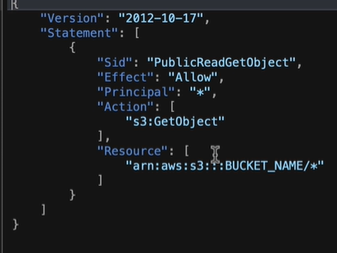 {
"Version": "2012-10-17",
"Statement": [
{
"Sid": "PublicReadGetObject",
"Effect": "Allow",
"Principal": "*",
"Action": [
"s3:GetObject"
],
"Resource": [
"arn:aws:s3:::BUCKET_NAME/*"
]
}
]
}